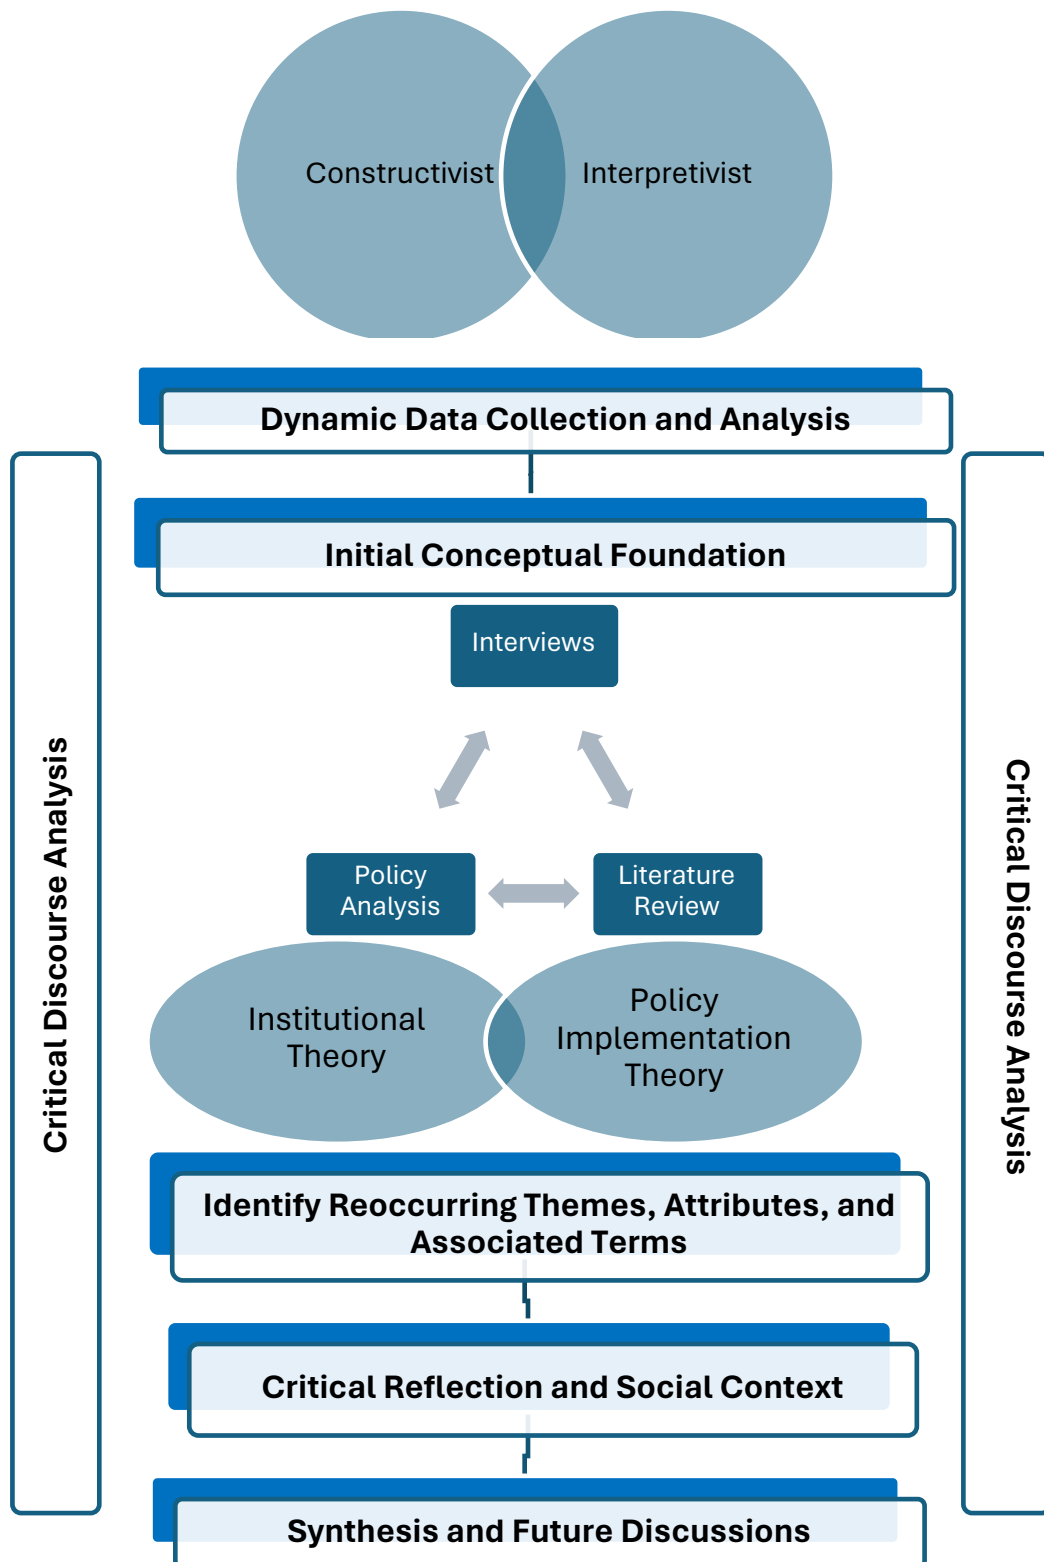 Constructivist
Interpretivist
Dynamic Data Collection and Analysis
Initial Conceptual Foundation
Interviews
Policy
Analysis
Literature
Review
Institutional
Theory
Policy
Implementation
Theory
Identify Reoccurring Themes, Attributes, and
Associated Terms
Critical Reflection and Social Context
Synthesis and Future Discussions
Critical Discourse Analysis
Critical Discourse Analysis